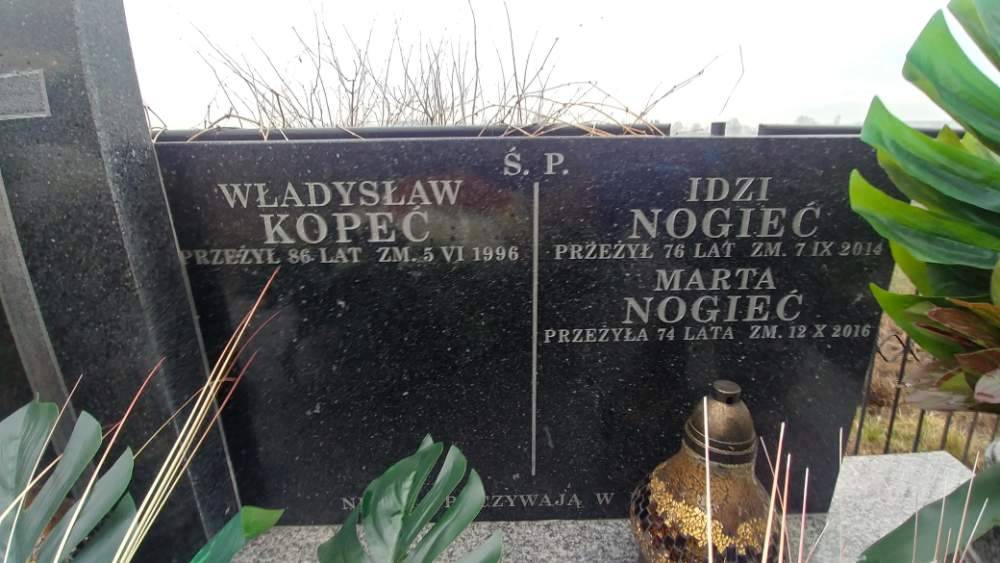 Ś. P.
WŁADYSŁAW
KOPEĆ
PRZEŻYŁ 86 LAT ZM. 5 VI 1996
IDZI
NOGIEĆ
PRZEŻYŁ 76 LAT ZM. 7 IX 2014
MARTA
NOGIEĆ
PRZEŻYŁA 74 LATA ZM. 12 X 2016
W